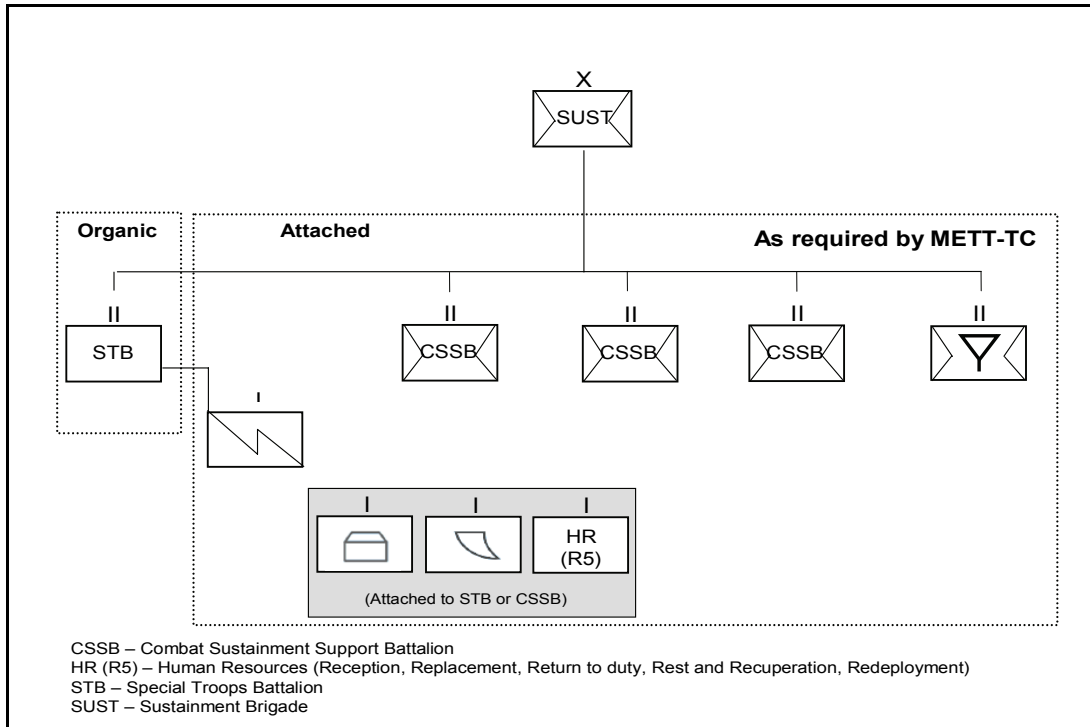 X
SUST
Organic
Attached
As required by METT-TC
II
II
II
II
II
STB
CSSB
CSSB
CSSB
I
I
I
I
HR
(R5)
(Attached to STB or CSSB)
CSSB – Combat Sustainment Support Battalion
HR (R5) – Human Resources (Reception, Replacement, Return to duty, Rest and Recuperation, Redeployment)
STB – Special Troops Battalion
SUST – Sustainment Brigade